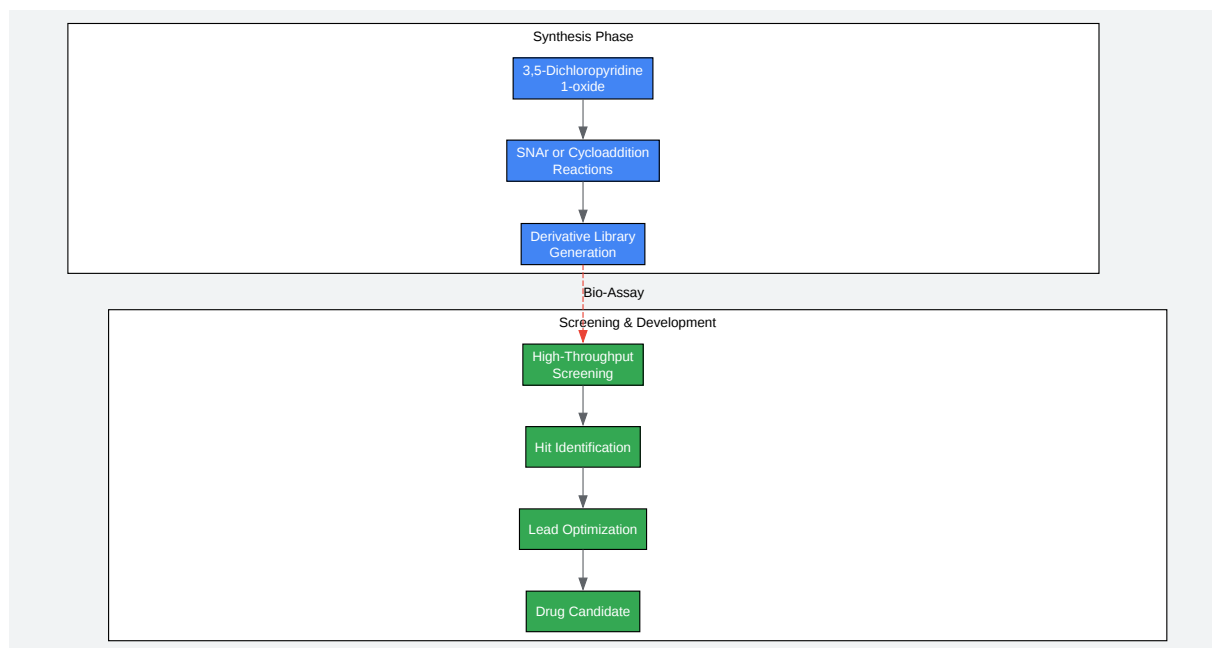 Synthesis Phase
3,5-Dichloropyridine
1-oxide
SNAr or Cycloaddition
Reactions
Derivative Library
Generation
Bio-Assay
Screening & Development
High-Throughput
Screening
Hit Identification
Lead Optimization
Drug Candidate